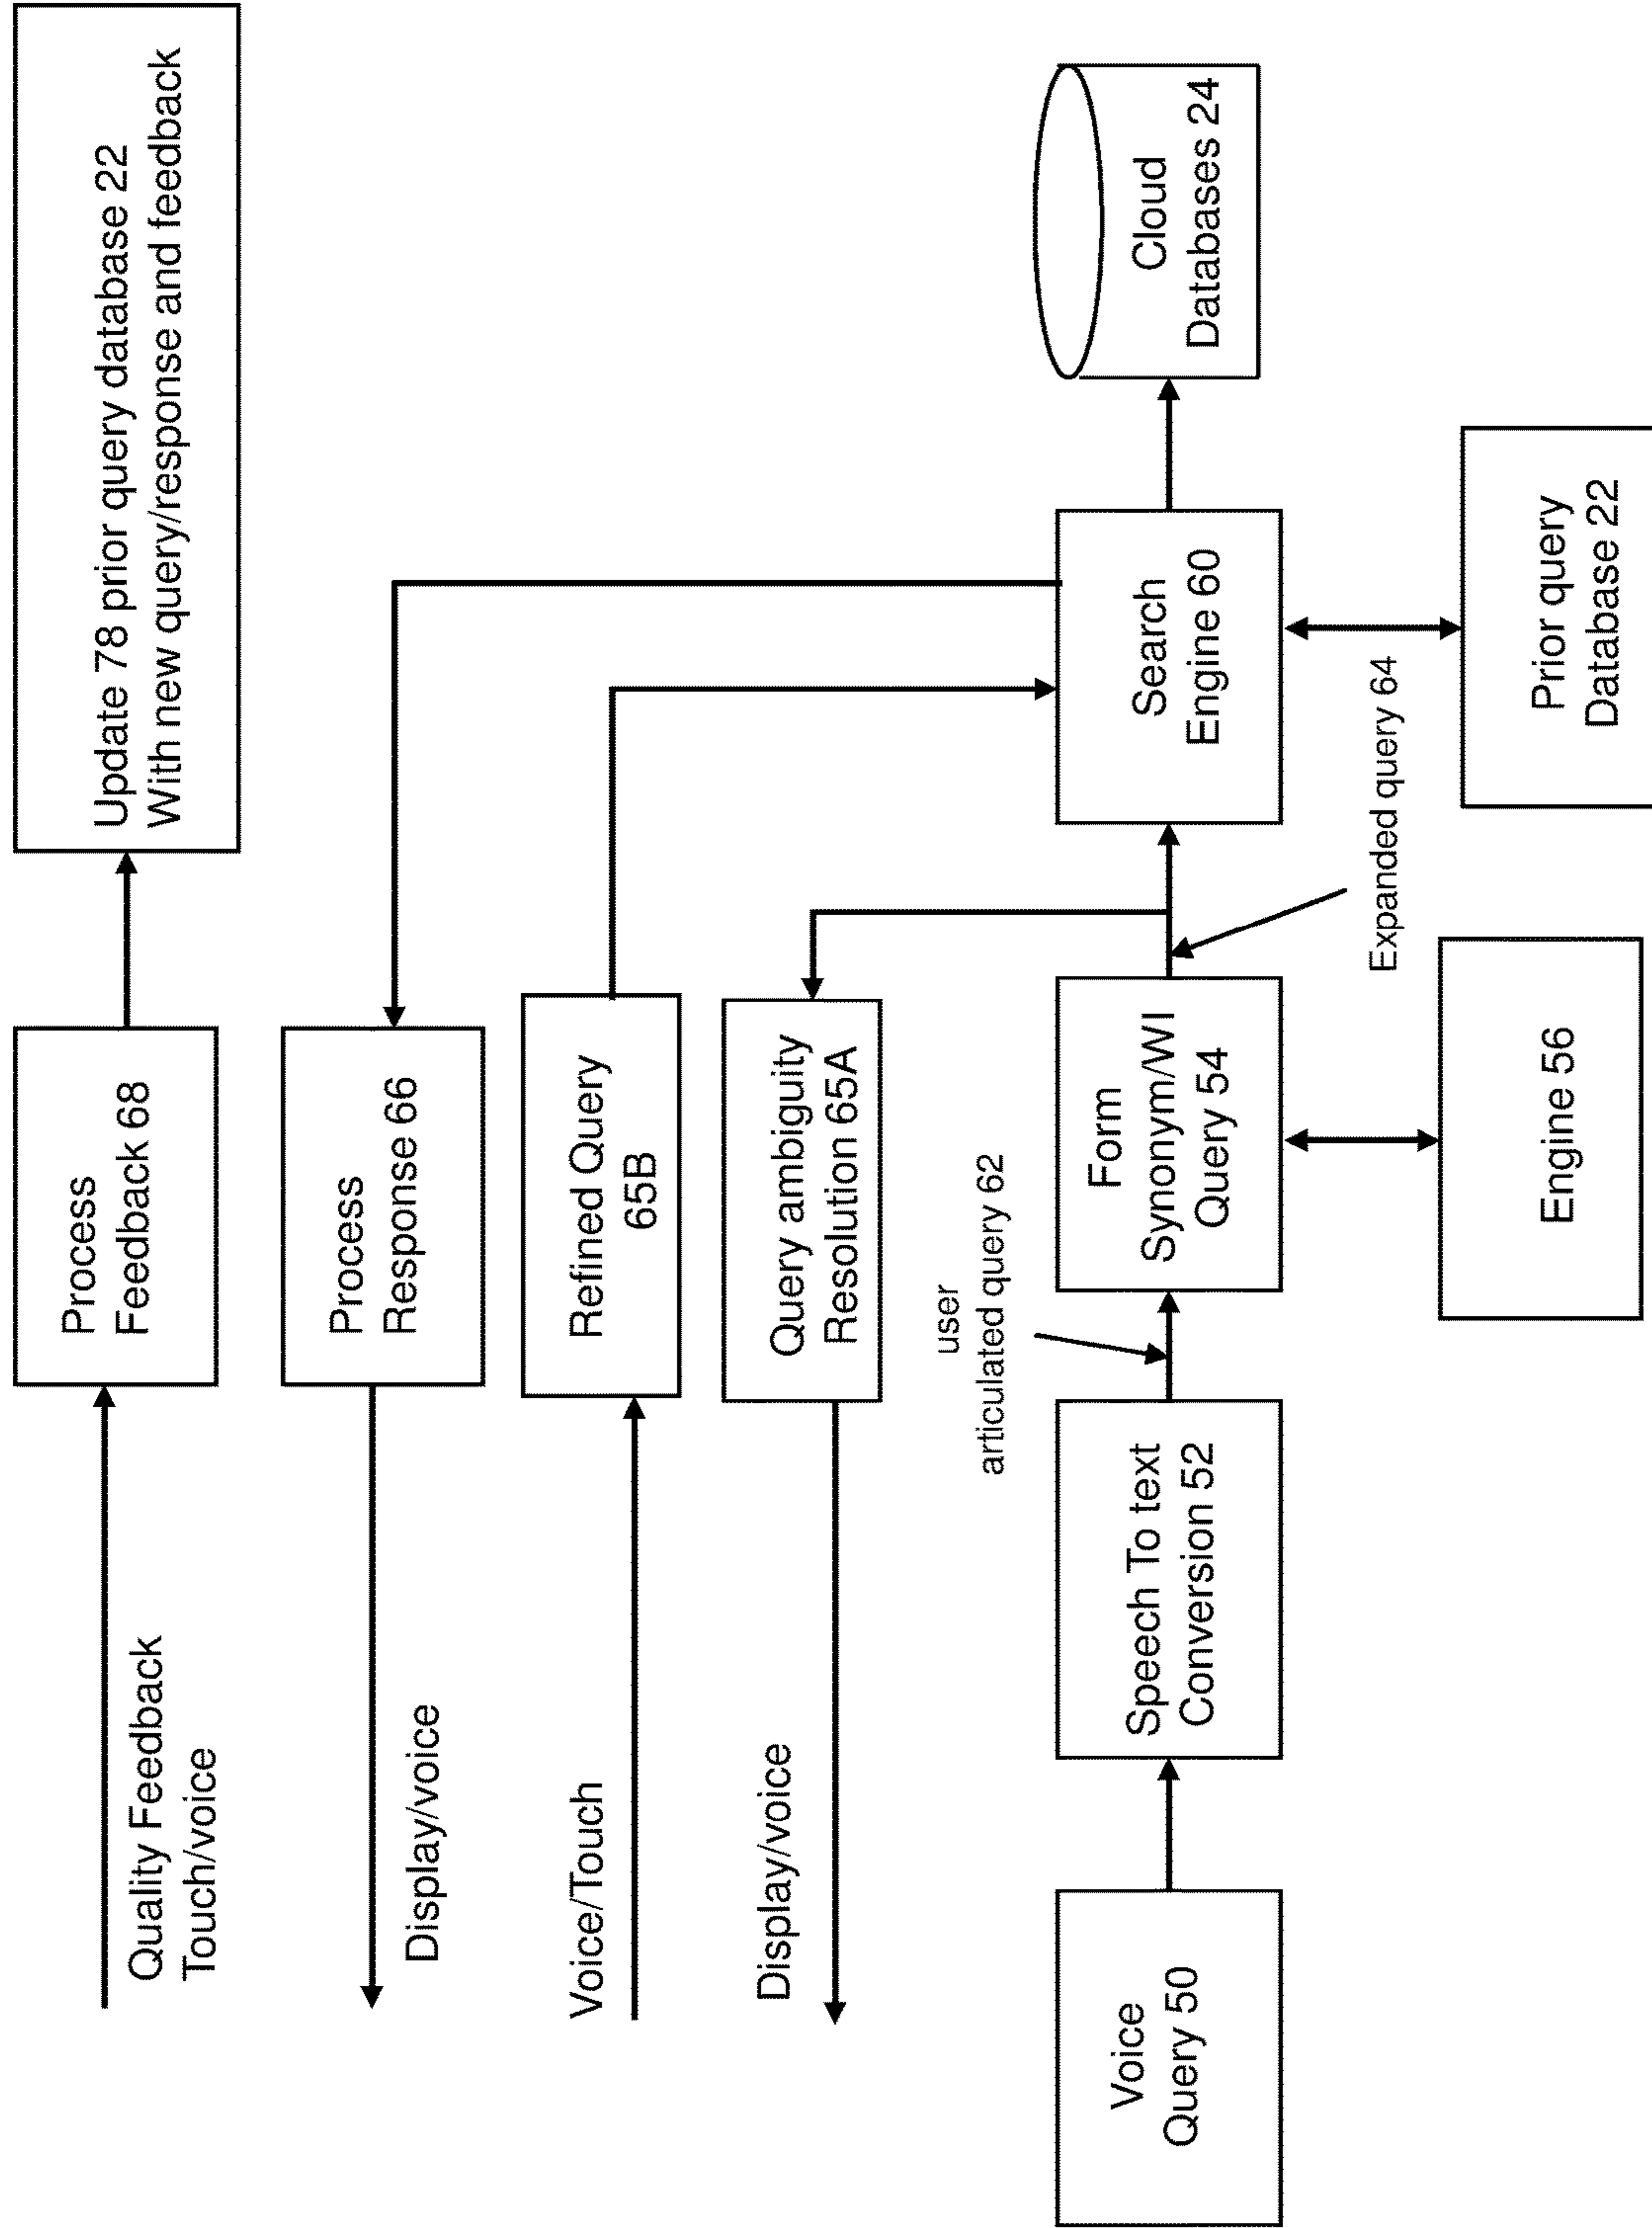 Update 78 prior query database 22
With new query/response and feedback
Process
Feedback 68
Quality Feedback
Touch/voice
Process
Response 66
Display/voice
Refined Query
65B
Voice/Touch
Query ambiguity
Resolution 65A
Display/voice
user
articulated query 62
Voice
Query 50
Speech To text
Conversion 52
Form
Synonym/WI
Query 54
Search
Engine 60
Cloud
Databases 24
Expanded query 64
Engine 56
Prior query
Database 22